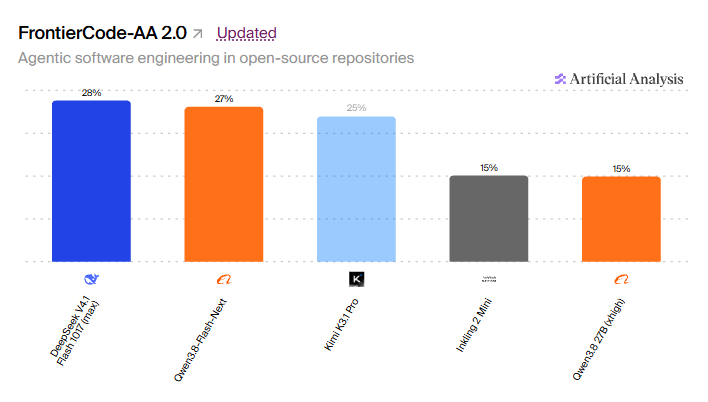 FrontierCode-AA 2.0 ↗ Updated
Agentic software engineering in open-source repositories
Artificial Analysis
28%
27%
25%
15%
15%
DeepSeek V4.1
Flash 1017 (max)
Qwen3.8-Flash-Next
Kimi K3.1 Pro
Inkling 2 Mini
Qwen3.8 27B (xhigh)